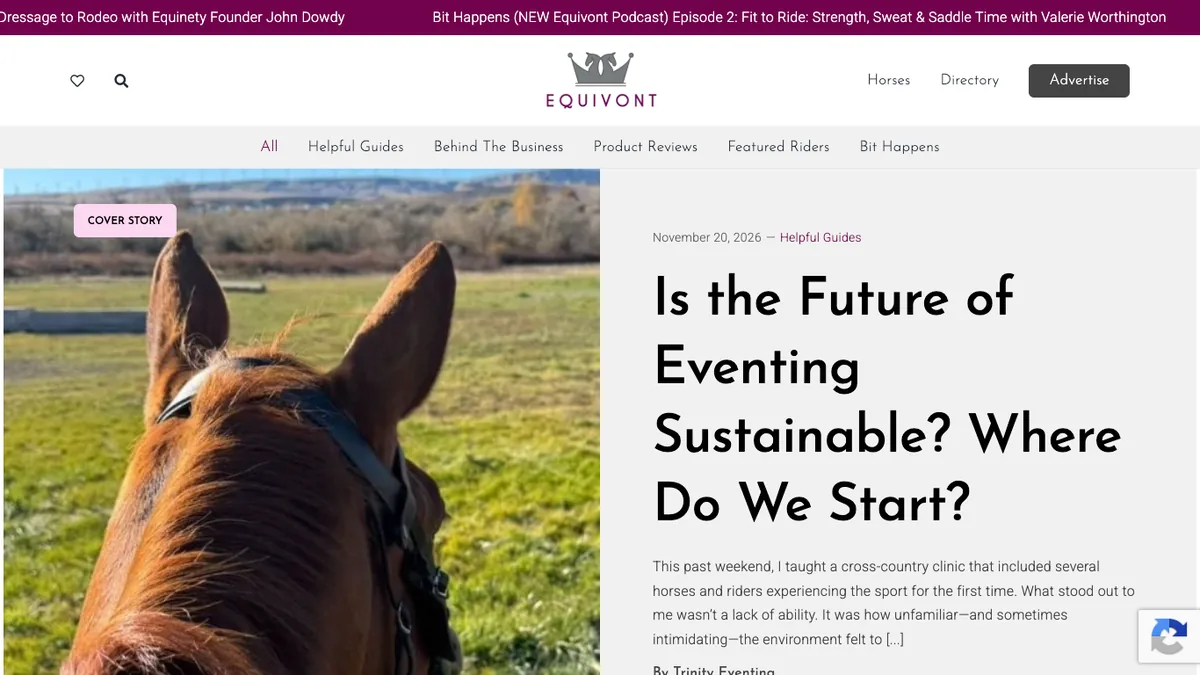 Dressage to Rodeo with Equinety Founder John Dowdy
Bit Happens (NEW Equivont Podcast) Episode 2: Fit to Ride: Strength, Sweat & Saddle Time with Valerie Worthington
EQUIVONT
Horses
Directory
Advertise
All
Helpful Guides
Behind The Business
Product Reviews
Featured Riders
Bit Happens
COVER STORY
November 20, 2026 — Helpful Guides
Is the Future of
Eventing
Sustainable? Where
Do We Start?
This past weekend, I taught a cross-country clinic that included several
horses and riders experiencing the sport for the first time. What stood out to
me wasn’t a lack of ability. It was how unfamiliar—and sometimes
intimidating—the environment felt to [...]
By Trinity Eventing